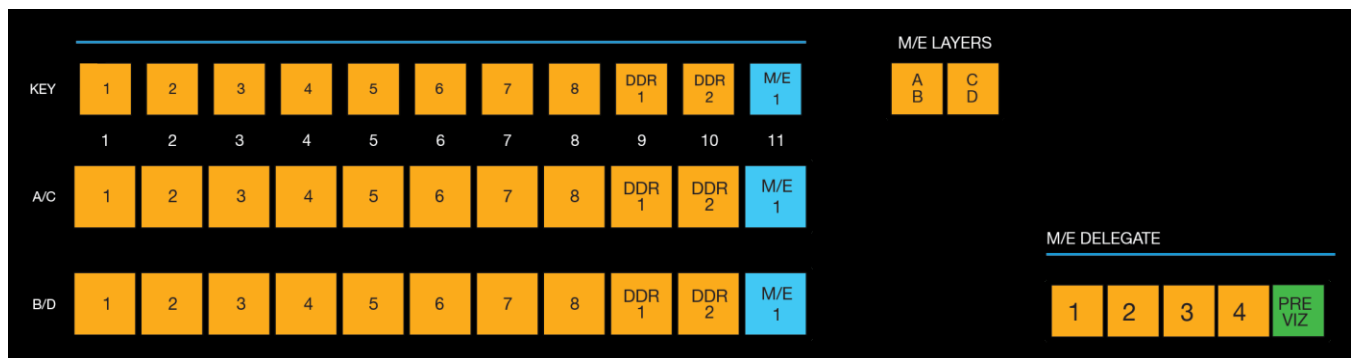 M/E LAYERS
KEY 1 2 3 4 5 6 7 8 DDR 1 DDR 2 M/E 1 A B C D
1 2 3 4 5 6 7 8 9 10 11
A/C 1 2 3 4 5 6 7 8 DDR 1 DDR 2 M/E 1
M/E DELEGATE
B/D 1 2 3 4 5 6 7 8 DDR 1 DDR 2 M/E 1
1 2 3 4 PRE VIZ